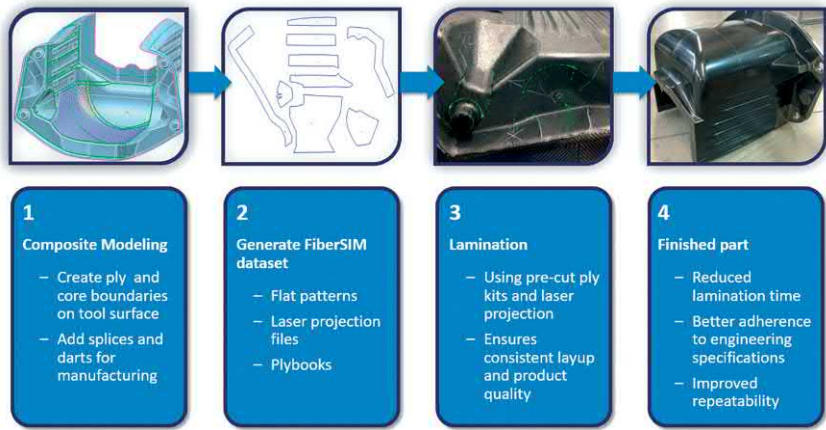 1
Composite Modeling
– Create ply and
core boundaries
on tool surface
– Add splices and
darts for
manufacturing
2
Generate FiberSIM
dataset
– Flat patterns
– Laser projection
files
– Plybooks
3
Lamination
– Using pre-cut ply
kits and laser
projection
– Ensures
consistent layup
and product
quality
4
Finished part
– Reduced
lamination time
– Better adherence
to engineering
specifications
– Improved
repeatability